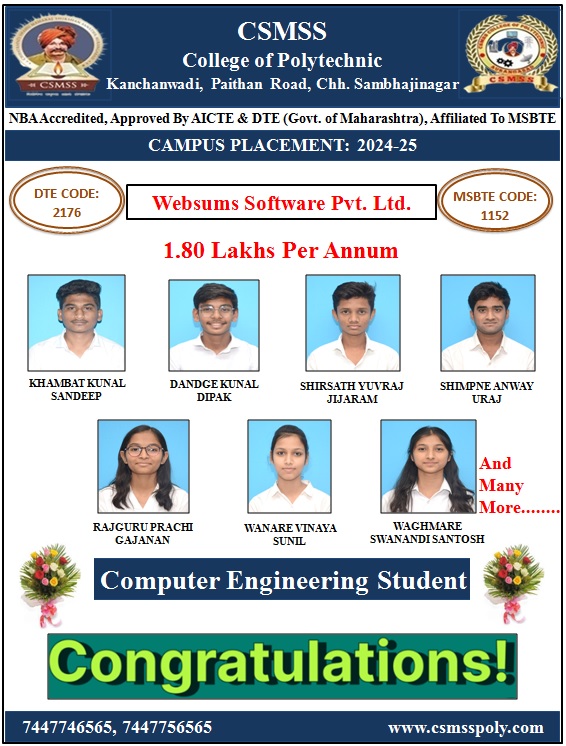 CSMSS
College of Polytechnic
Kanchanwadi, Paithan Road, Chh. Sambhajinagar
CSMSS
CSMSS
NBAAccredited, Approved By AICTE & DTE (Govt. of Maharashtra), Affiliated To MSBTE
CAMPUS PLACEMENT: 2024-25
DTE CODE:
2176
Websums Software Pvt. Ltd.
MSBTE CODE:
1152
1.80 Lakhs Per Annum
KHAMBAT KUNAL
SANDEEP
DANDGE KUNAL
DIPAK
SHIRSATH YUVRAJ
JIJARAM
SHIMPNE ANWAY
URAJ
And
Many
More........
RAJGURU PRACHI
GAJANAN
WANARE VINAYA
SUNIL
WAGHMARE
SWANANDI SANTOSH
Computer Engineering Student
Congratulations!
7447746565, 7447756565
www.csmsspoly.com